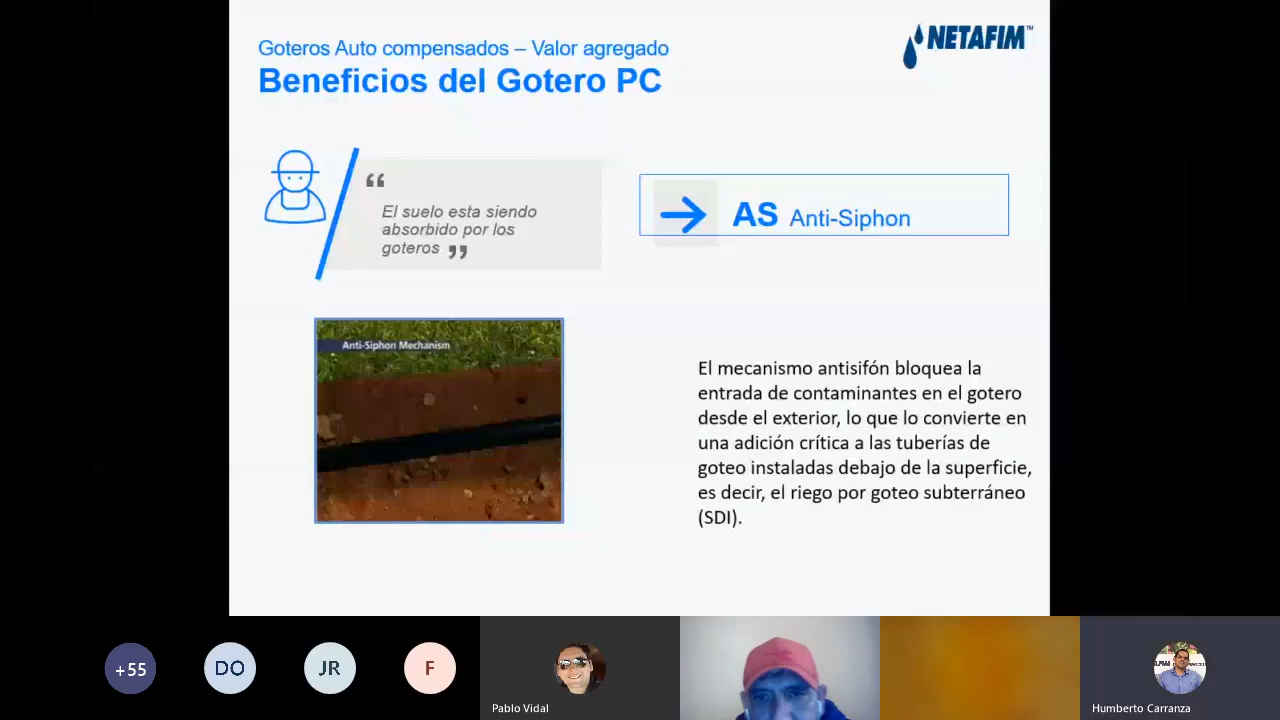 Goteros Auto compensados – Valor agregado
NETAFIM™
Beneficios del Gotero PC
“
El suelo esta siendo
absorbido por los
goteros ”
AS Anti-Siphon
Anti-Siphon Mechanism
El mecanismo antisifón bloquea la
entrada de contaminantes en el gotero
desde el exterior, lo que lo convierte en
una adición crítica a las tuberías de
goteo instaladas debajo de la superficie,
es decir, el riego por goteo subterráneo
(SDI).
+55
DO
JR
F
Pablo Vidal
Humberto Carranza